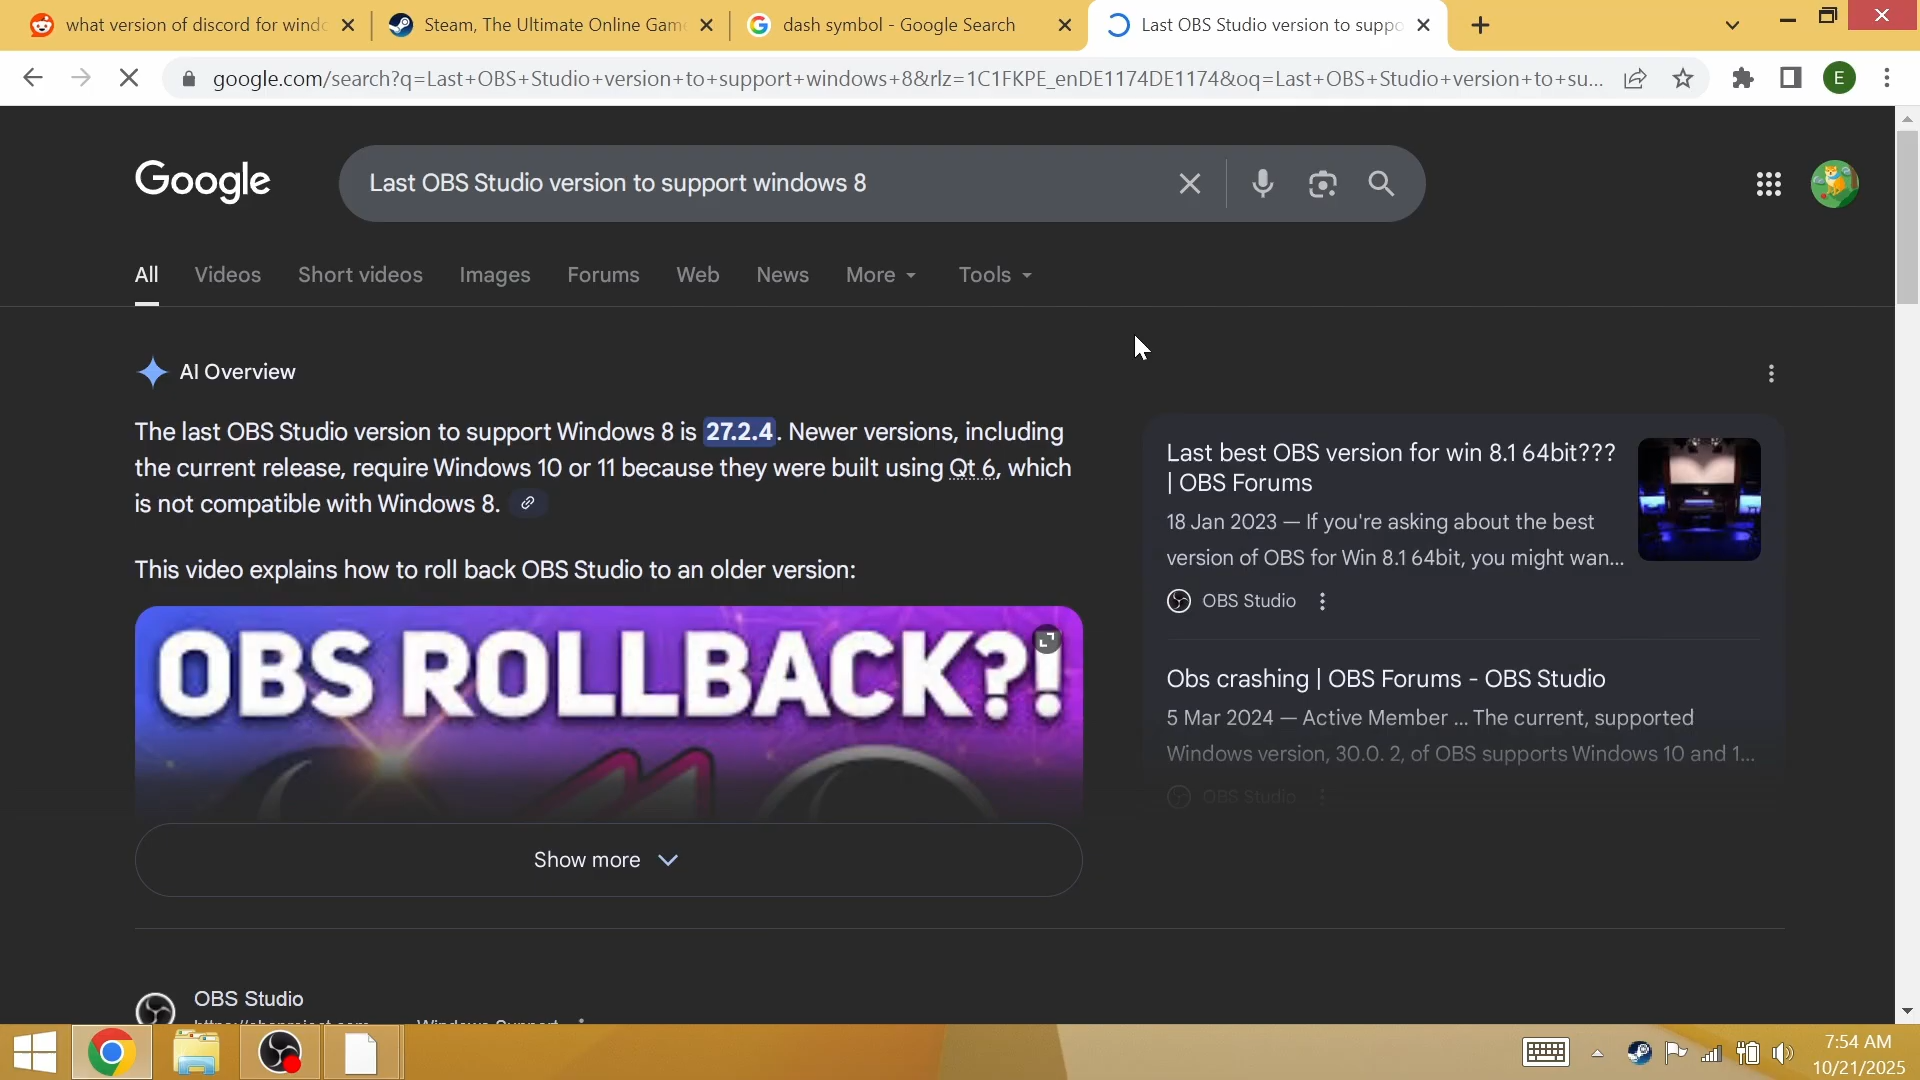 what version of discord for windo
Steam, The Ultimate Online Game
dash symbol - Google Search
Last OBS Studio version to suppo
google.com/search?q=Last+OBS+Studio+version+to+support+windows+8&rlz=1C1FKPE_enDE1174DE1174&oq=Last+OBS+Studio+version+to+su...
E
Google
Last OBS Studio version to support windows 8
All
Videos
Short videos
Images
Forums
Web
News
More
Tools
AI Overview
The last OBS Studio version to support Windows 8 is 27.2.4. Newer versions, including
the current release, require Windows 10 or 11 because they were built using Qt 6, which
is not compatible with Windows 8.
This video explains how to roll back OBS Studio to an older version:
OBS ROLLBACK?!
Show more
Last best OBS version for win 8.1 64bit???
| OBS Forums
18 Jan 2023 — If you're asking about the best
version of OBS for Win 8.1 64bit, you might wan...
OBS Studio
Obs crashing | OBS Forums - OBS Studio
5 Mar 2024 — Active Member ... The current, supported
Windows version, 30.0. 2, of OBS supports Windows 10 and 1...
OBS Studio
OBS Studio
7:54 AM
10/21/2025